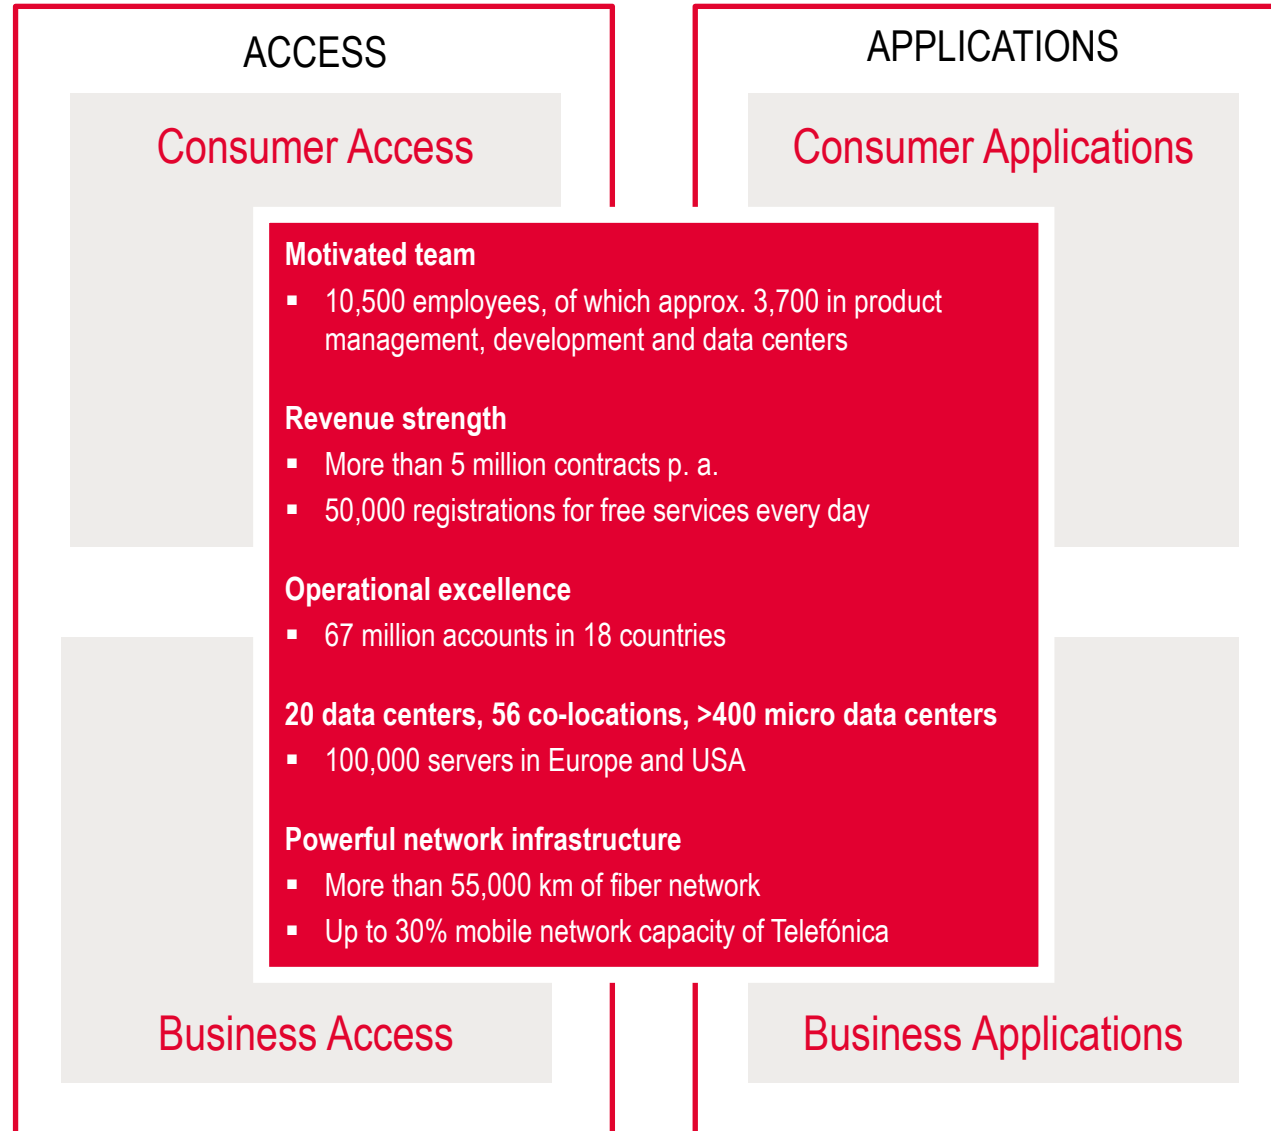 ACCESS
APPLICATIONS
Consumer Access
Consumer Applications
Motivated team
▪ 10,500 employees, of which approx. 3,700 in product
management, development and data centers
Revenue strength
▪ More than 5 million contracts p. a.
▪ 50,000 registrations for free services every day
Operational excellence
▪ 67 million accounts in 18 countries
20 data centers, 56 co-locations, >400 micro data centers
▪ 100,000 servers in Europe and USA
Powerful network infrastructure
▪ More than 55,000 km of fiber network
▪ Up to 30% mobile network capacity of Telefónica
Business Access
Business Applications